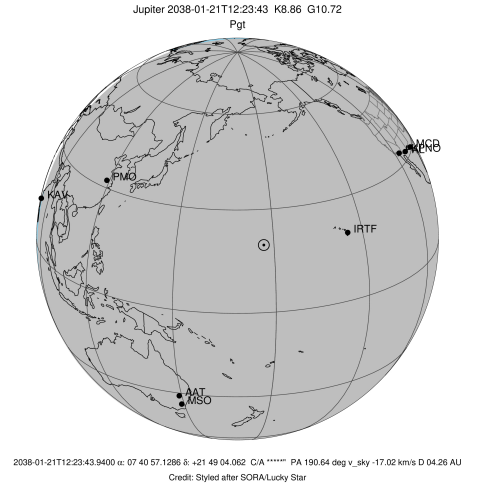 Jupiter 2038-01-21T12:23:43 K8.86 G10.72
Pgt
MCD
KPNO
PMO
KAV
IRTF
AAT
MSO
2038-01-21T12:23:43.9400 α: 07 40 57.1286 δ: +21 49 04.062 C/A *****" PA 190.64 deg v_sky -17.02 km/s D 04.26 AU
Credit: Styled after SORA/Lucky Star